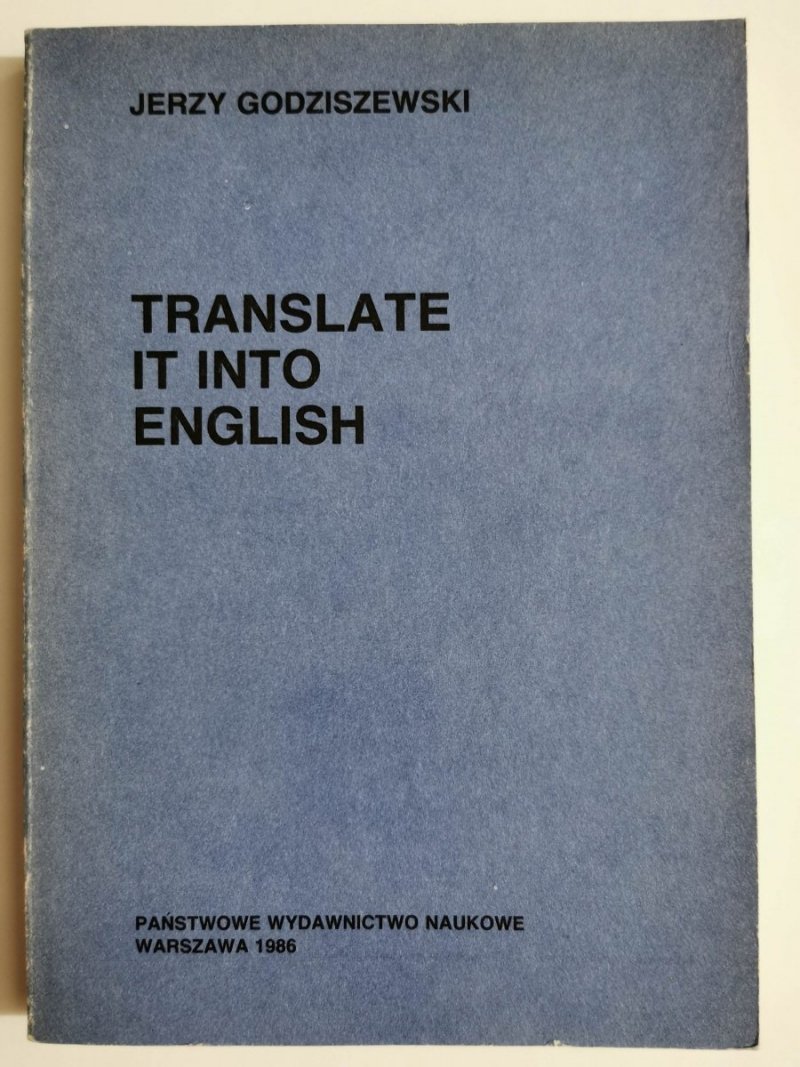 JERZY GODZISZEWSKI
TRANSLATE
IT INTO
ENGLISH
PAŃSTWOWE WYDAWNICTWO NAUKOWE
WARSZAWA 1986